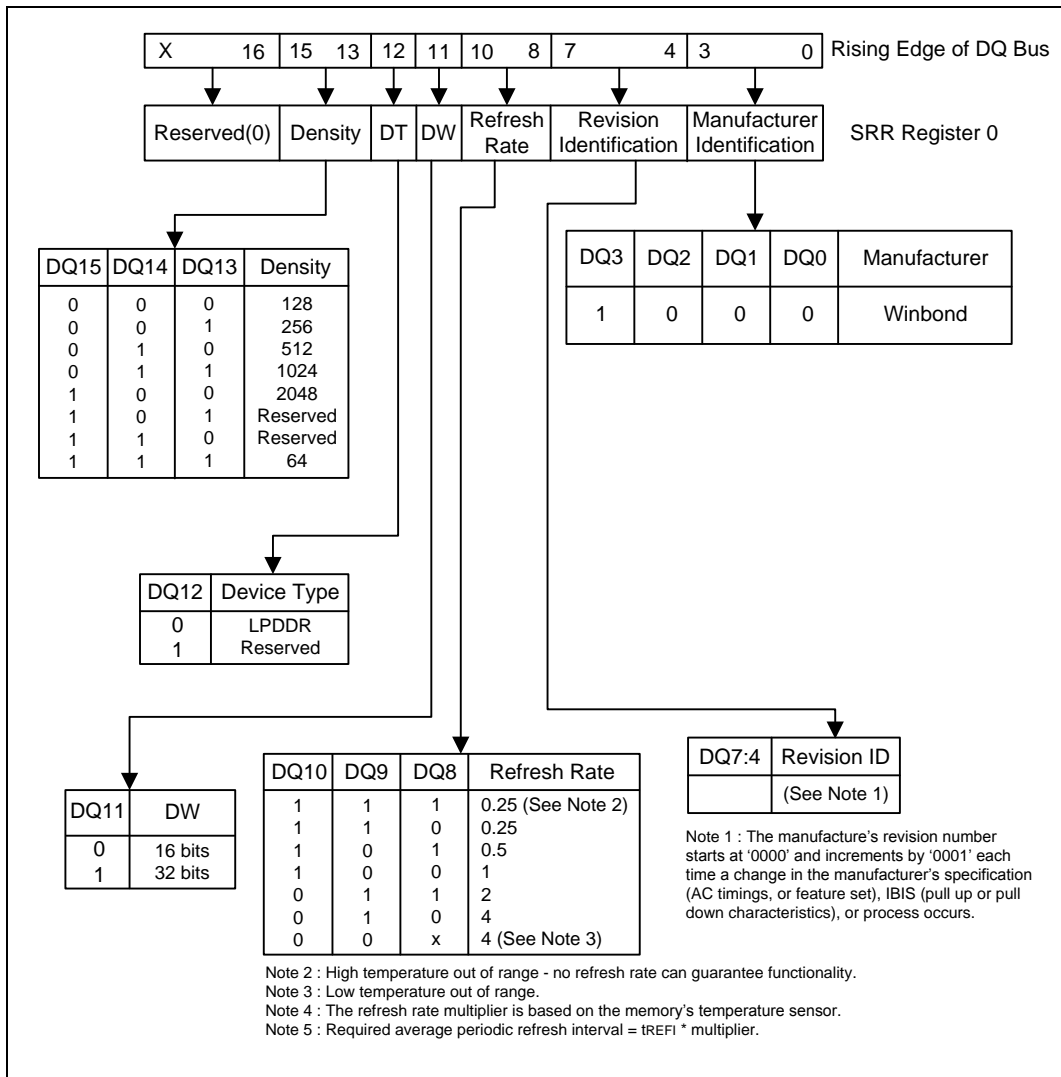 X 16 15 13 12 11 10 8 7 4 3 0 Rising Edge of DQ Bus
Reserved(0) Density DT DW Refresh Rate Revision Identification Manufacturer Identification SRR Register 0
DQ15 DQ14 DQ13 Density
0 0 0 128
0 0 1 256
0 1 0 512
0 1 1 1024
1 0 0 2048
1 0 1 Reserved
1 1 0 Reserved
1 1 1 64
DQ3 DQ2 DQ1 DQ0 Manufacturer
1 0 0 0 Winbond
DQ12 Device Type
0 LPDDR
1 Reserved
DQ11 DW
0 16 bits
1 32 bits
DQ10 DQ9 DQ8 Refresh Rate
1 1 1 0.25 (See Note 2)
1 1 0 0.25
1 0 1 0.5
1 0 0 1
0 1 1 2
0 1 0 4
0 0 x 4 (See Note 3)
DQ7:4 Revision ID
(See Note 1)
Note 1 : The manufacture's revision number
starts at '0000' and increments by '0001' each
time a change in the manufacturer's specification
(AC timings, or feature set), IBIS (pull up or pull
down characteristics), or process occurs.
Note 2 : High temperature out of range - no refresh rate can guarantee functionality.
Note 3 : Low temperature out of range.
Note 4 : The refresh rate multiplier is based on the memory's temperature sensor.
Note 5 : Required average periodic refresh interval = tREFI * multiplier.